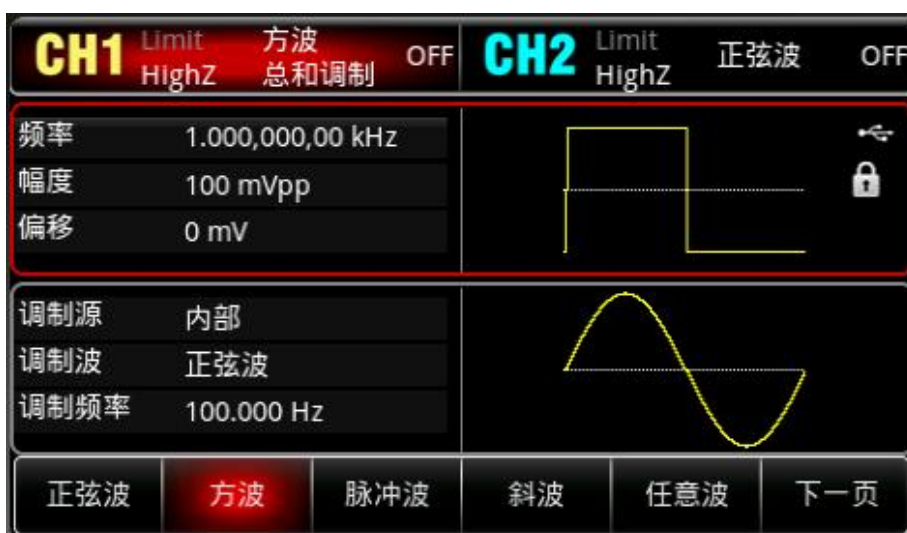 CH1 Limit 方波 OFF CH2 Limit 正弦波 OFF
HighZ 总和调制 HighZ
频率 1.000,000,00 kHz
幅度 100 mVpp
偏移 0 mV
调制源 内部
调制波 正弦波
调制频率 100.000 Hz
正弦波 方波 脉冲波 斜波 任意波 下一页